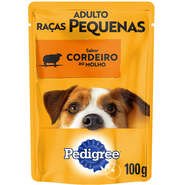 ADULTO
RAÇAS PEQUENAS
Sabor
CORDEIRO
AO MOLHO
Pedigree
100g